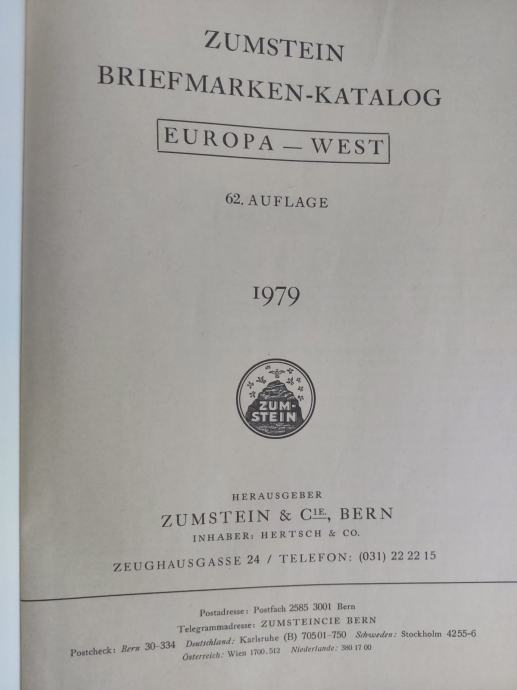 ZUMSTEIN
BRIEFMARKEN-KATALOG
EUROPA — WEST
62. AUFLAGE
1979
ZUM-
STEIN
HERAUSGEBER
ZUMSTEIN & CIE., BERN
INHABER: HERTSCH & CO.
ZEUGHAUSGASSE 24 / TELEFON: (031) 22 22 15
Postadresse: Postfach 2585 3001 Bern
Telegrammadresse: ZUMSTEINCIE BERN
Postcheck: Bern 30-334 Deutschland: Karlsruhe (B) 70501-750 Schweden: Stockholm 4255-6
Österreich: Wien 1700.512 Niederlande: 380 17 00